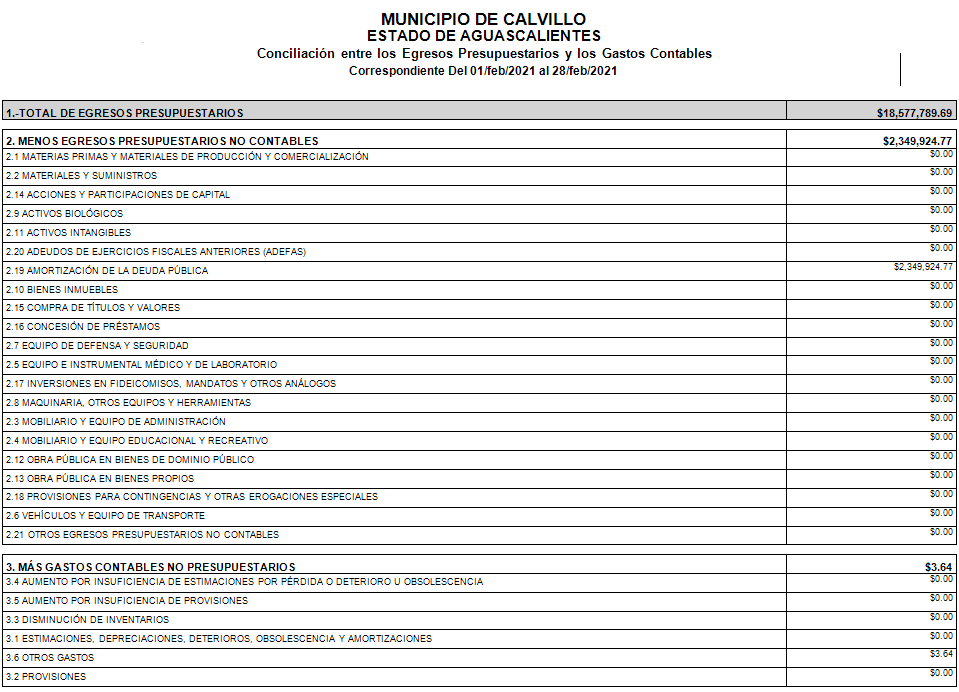 MUNICIPIO DE CALVILLO
ESTADO DE AGUASCALIENTES
Conciliación entre los Egresos Presupuestarios y los Gastos Contables
Correspondiente Del 01/feb/2021 al 28/feb/2021
1.-TOTAL DE EGRESOS PRESUPUESTARIOS $18,577,789.69
2. MENOS EGRESOS PRESUPUESTARIOS NO CONTABLES $2,349,924.77
2.1 MATERIAS PRIMAS Y MATERIALES DE PRODUCCIÓN Y COMERCIALIZACIÓN $0.00
2.2 MATERIALES Y SUMINISTROS $0.00
2.14 ACCIONES Y PARTICIPACIONES DE CAPITAL $0.00
2.9 ACTIVOS BIOLÓGICOS $0.00
2.11 ACTIVOS INTANGIBLES $0.00
2.20 ADEUDOS DE EJERCICIOS FISCALES ANTERIORES (ADEFAS) $0.00
2.19 AMORTIZACIÓN DE LA DEUDA PÚBLICA $2,349,924.77
2.10 BIENES INMUEBLES $0.00
2.15 COMPRA DE TÍTULOS Y VALORES $0.00
2.16 CONCESIÓN DE PRÉSTAMOS $0.00
2.7 EQUIPO DE DEFENSA Y SEGURIDAD $0.00
2.5 EQUIPO E INSTRUMENTAL MÉDICO Y DE LABORATORIO $0.00
2.17 INVERSIONES EN FIDEICOMISOS, MANDATOS Y OTROS ANÁLOGOS $0.00
2.8 MAQUINARIA, OTROS EQUIPOS Y HERRAMIENTAS $0.00
2.3 MOBILIARIO Y EQUIPO DE ADMINISTRACIÓN $0.00
2.4 MOBILIARIO Y EQUIPO EDUCACIONAL Y RECREATIVO $0.00
2.12 OBRA PÚBLICA EN BIENES DE DOMINIO PÚBLICO $0.00
2.13 OBRA PÚBLICA EN BIENES PROPIOS $0.00
2.18 PROVISIONES PARA CONTINGENCIAS Y OTRAS EROGACIONES ESPECIALES $0.00
2.6 VEHÍCULOS Y EQUIPO DE TRANSPORTE $0.00
2.21 OTROS EGRESOS PRESUPUESTARIOS NO CONTABLES $0.00
3. MÁS GASTOS CONTABLES NO PRESUPUESTARIOS $3.64
3.4 AUMENTO POR INSUFICIENCIA DE ESTIMACIONES POR PÉRDIDA O DETERIORO U OBSOLESCENCIA $0.00
3.5 AUMENTO POR INSUFICIENCIA DE PROVISIONES $0.00
3.3 DISMINUCIÓN DE INVENTARIOS $0.00
3.1 ESTIMACIONES, DEPRECIACIONES, DETERIOROS, OBSOLESCENCIA Y AMORTIZACIONES $0.00
3.6 OTROS GASTOS $3.64
3.2 PROVISIONES $0.00